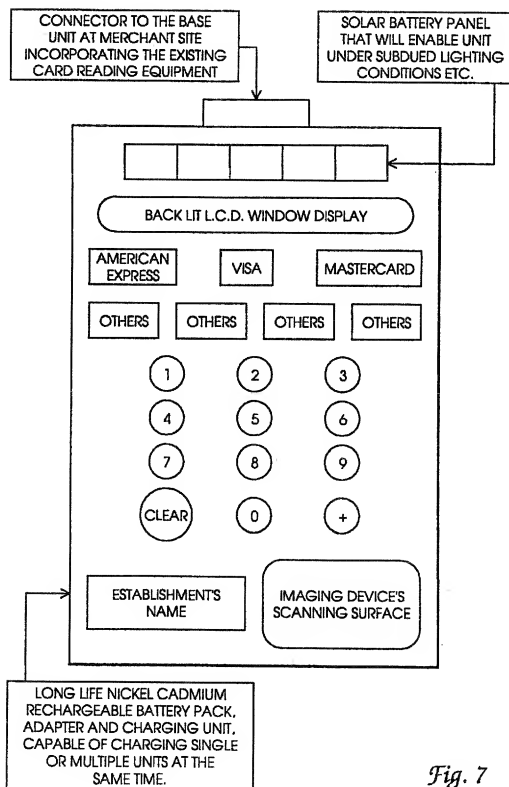 CONNECTOR TO THE BASE
UNIT AT MERCHANT SITE
INCORPORATING THE EXISTING
CARD READING EQUIPMENT
SOLAR BATTERY PANEL
THAT WILL ENABLE UNIT
UNDER SUBDUED LIGHTING
CONDITIONS ETC.
BACK LIT L.C.D. WINDOW DISPLAY
AMERICAN
EXPRESS
VISA
MASTERCARD
OTHERS
OTHERS
OTHERS
OTHERS
1 2 3
4 5 6
7 8 9
CLEAR 0 +
ESTABLISHMENT'S
NAME
IMAGING DEVICE'S
SCANNING SURFACE
LONG LIFE NICKEL CADMIUM
RECHARGEABLE BATTERY PACK,
ADAPTER AND CHARGING UNIT,
CAPABLE OF CHARGING SINGLE
OR MULTIPLE UNITS AT THE
SAME TIME.
Fig. 7